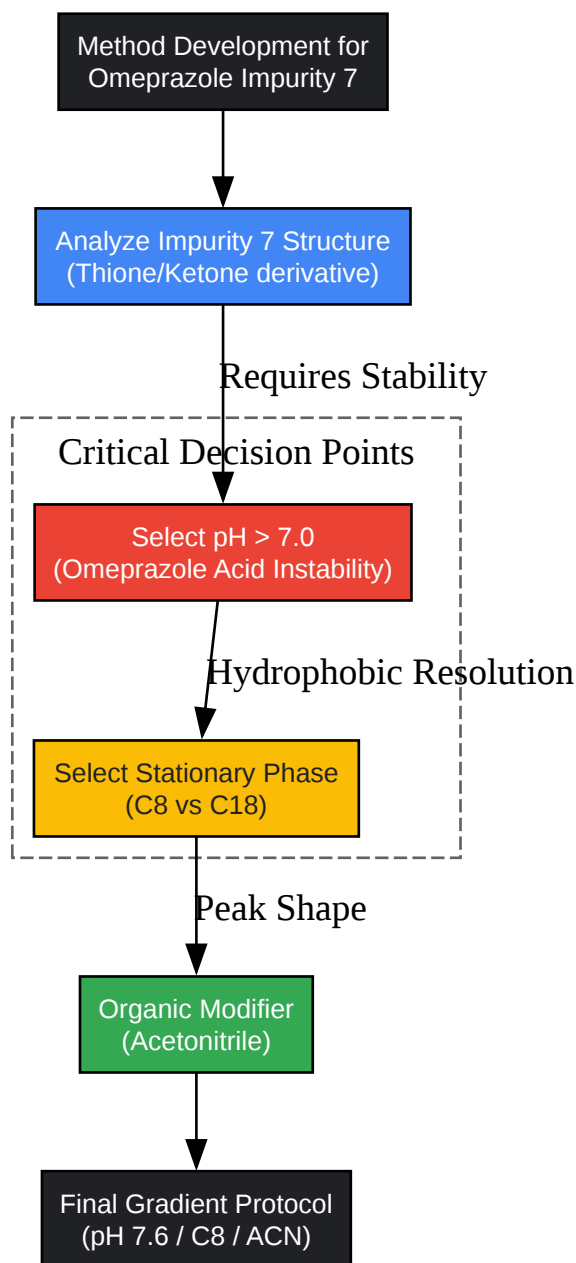 Method Development for
Omeprazole Impurity 7
Analyze Impurity 7 Structure
(Thione/Ketone derivative)
Requires Stability
Critical Decision Points
Select pH > 7.0
(Omeprazole Acid Instability)
Hydrophobic Resolution
Select Stationary Phase
(C8 vs C18)
Peak Shape
Organic Modifier
(Acetonitrile)
Final Gradient Protocol
(pH 7.6 / C8 / ACN)